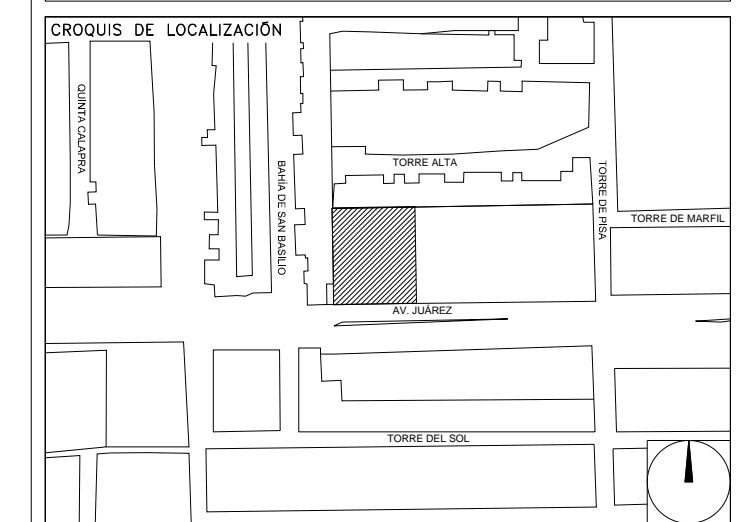 CROQUIS DE LOCALIZACIÓN
QUINTA CALAPRA
BAHÍA DE SAN BASILIO
TORRE ALTA
TORRE DE PISA
TORRE DE MARFIL
AV. JUÁREZ
TORRE DEL SOL